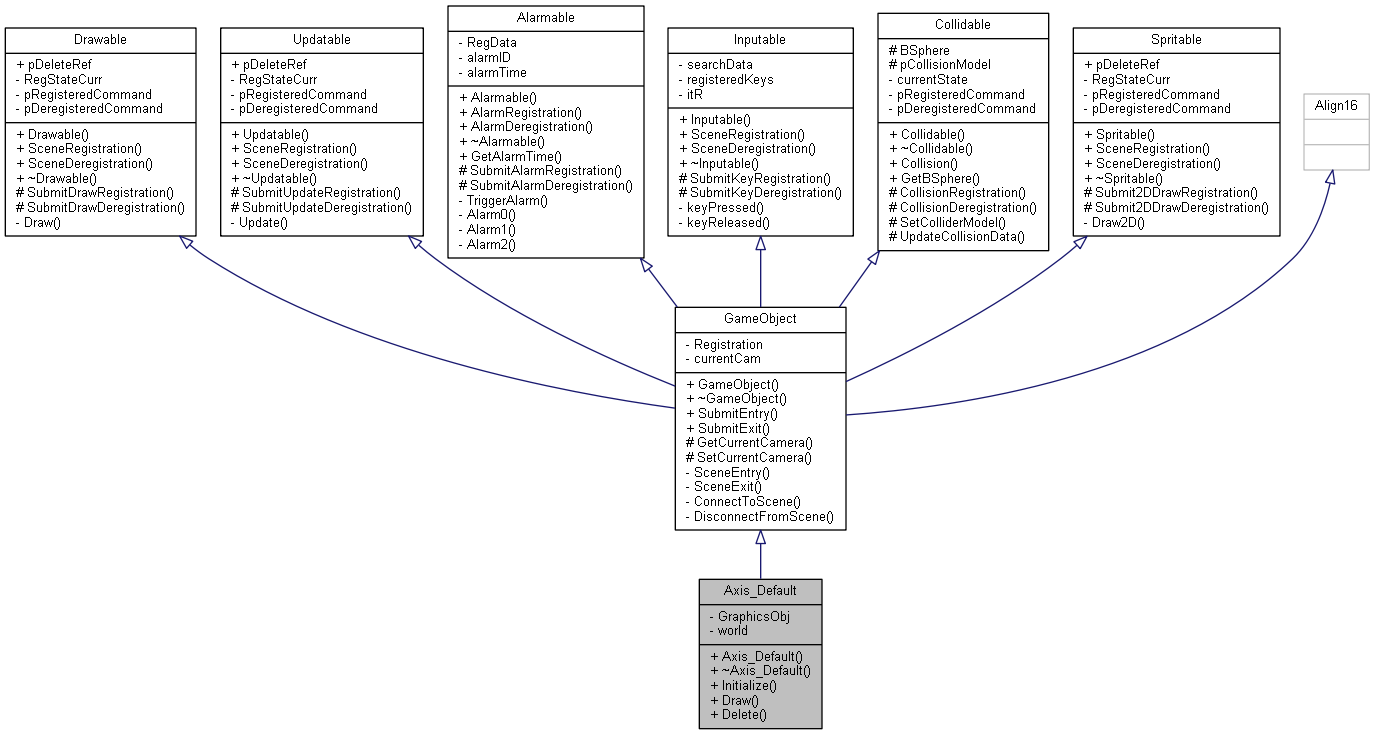 Drawable
+ pDeleteRef
- RegStateCurr
- pRegisteredCommand
- pDeregisteredCommand
+ Drawable()
+ SceneRegistration()
+ SceneDeregistration()
+ ~Drawable()
# SubmitDrawRegistration()
# SubmitDrawDeregistration()
- Draw()
Updatable
+ pDeleteRef
- RegStateCurr
- pRegisteredCommand
- pDeregisteredCommand
+ Updatable()
+ SceneRegistration()
+ SceneDeregistration()
+ ~Updatable()
# SubmitUpdateRegistration()
# SubmitUpdateDeregistration()
- Update()
Alarmable
- RegData
- alarmID
- alarmTime
+ Alarmable()
+ AlarmRegistration()
+ AlarmDeregistration()
+ ~Alarmable()
+ GetAlarmTime()
# SubmitAlarmRegistration()
# SubmitAlarmDeregistration()
- TriggerAlarm()
- Alarm0()
- Alarm1()
- Alarm2()
Inputable
- searchData
- registeredKeys
- itR
+ Inputable()
+ SceneRegistration()
+ SceneDeregistration()
+ ~Inputable()
# SubmitKeyRegistration()
# SubmitKeyDeregistration()
- keyPressed()
- keyReleased()
Collidable
# BSphere
# pCollisionModel
- currentState
- pRegisteredCommand
- pDeregisteredCommand
+ Collidable()
+ ~Collidable()
+ Collision()
+ GetBSphere()
# CollisionRegistration()
# CollisionDeregistration()
# SetColliderModel()
# UpdateCollisionData()
Spritable
+ pDeleteRef
- RegStateCurr
- pRegisteredCommand
- pDeregisteredCommand
+ Spritable()
+ SceneRegistration()
+ SceneDeregistration()
+ ~Spritable()
# Submit2DDrawRegistration()
# Submit2DDrawDeregistration()
- Draw2D()
Align16
GameObject
- Registration
- currentCam
+ GameObject()
+ ~GameObject()
+ SubmitEntry()
+ SubmitExit()
# GetCurrentCamera()
# SetCurrentCamera()
- SceneEntry()
- SceneExit()
- ConnectToScene()
- DisconnectFromScene()
Axis_Default
- GraphicsObj
- world
+ Axis_Default()
+ ~Axis_Default()
+ Initialize()
+ Draw()
+ Delete()